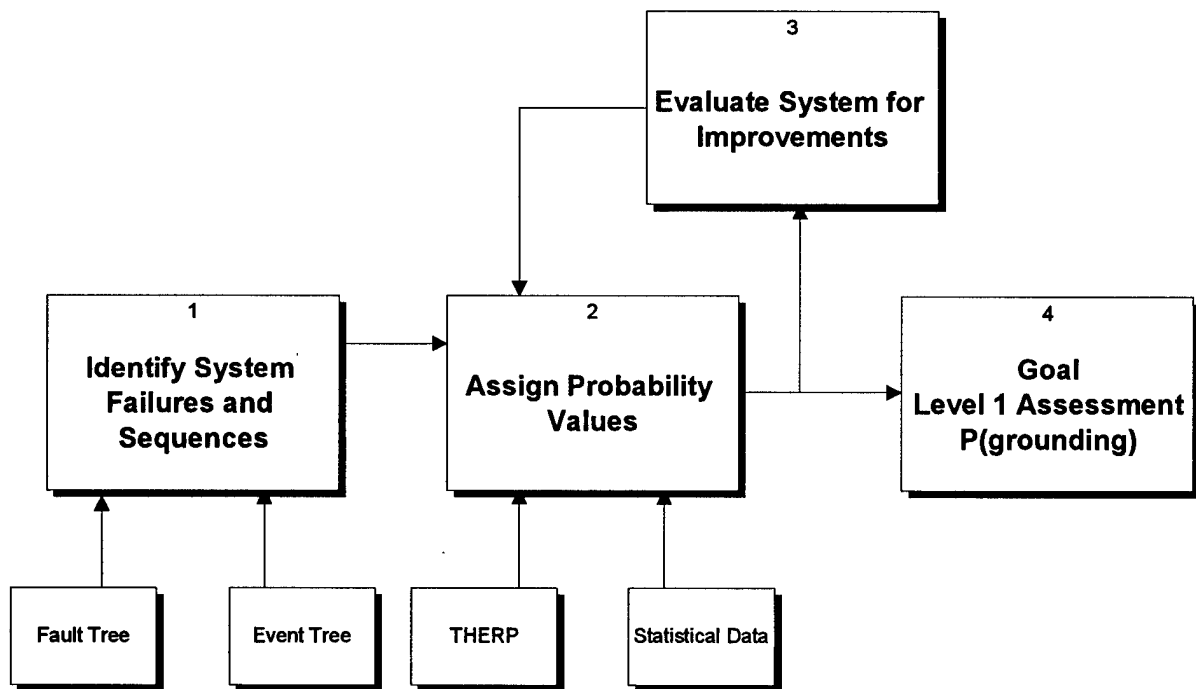 3
Evaluate System for
Improvements
1
Identify System
Failures and
Sequences
2
Assign Probability
Values
4
Goal
Level 1 Assessment
P(grounding)
Fault Tree
Event Tree
THERP
Statistical Data